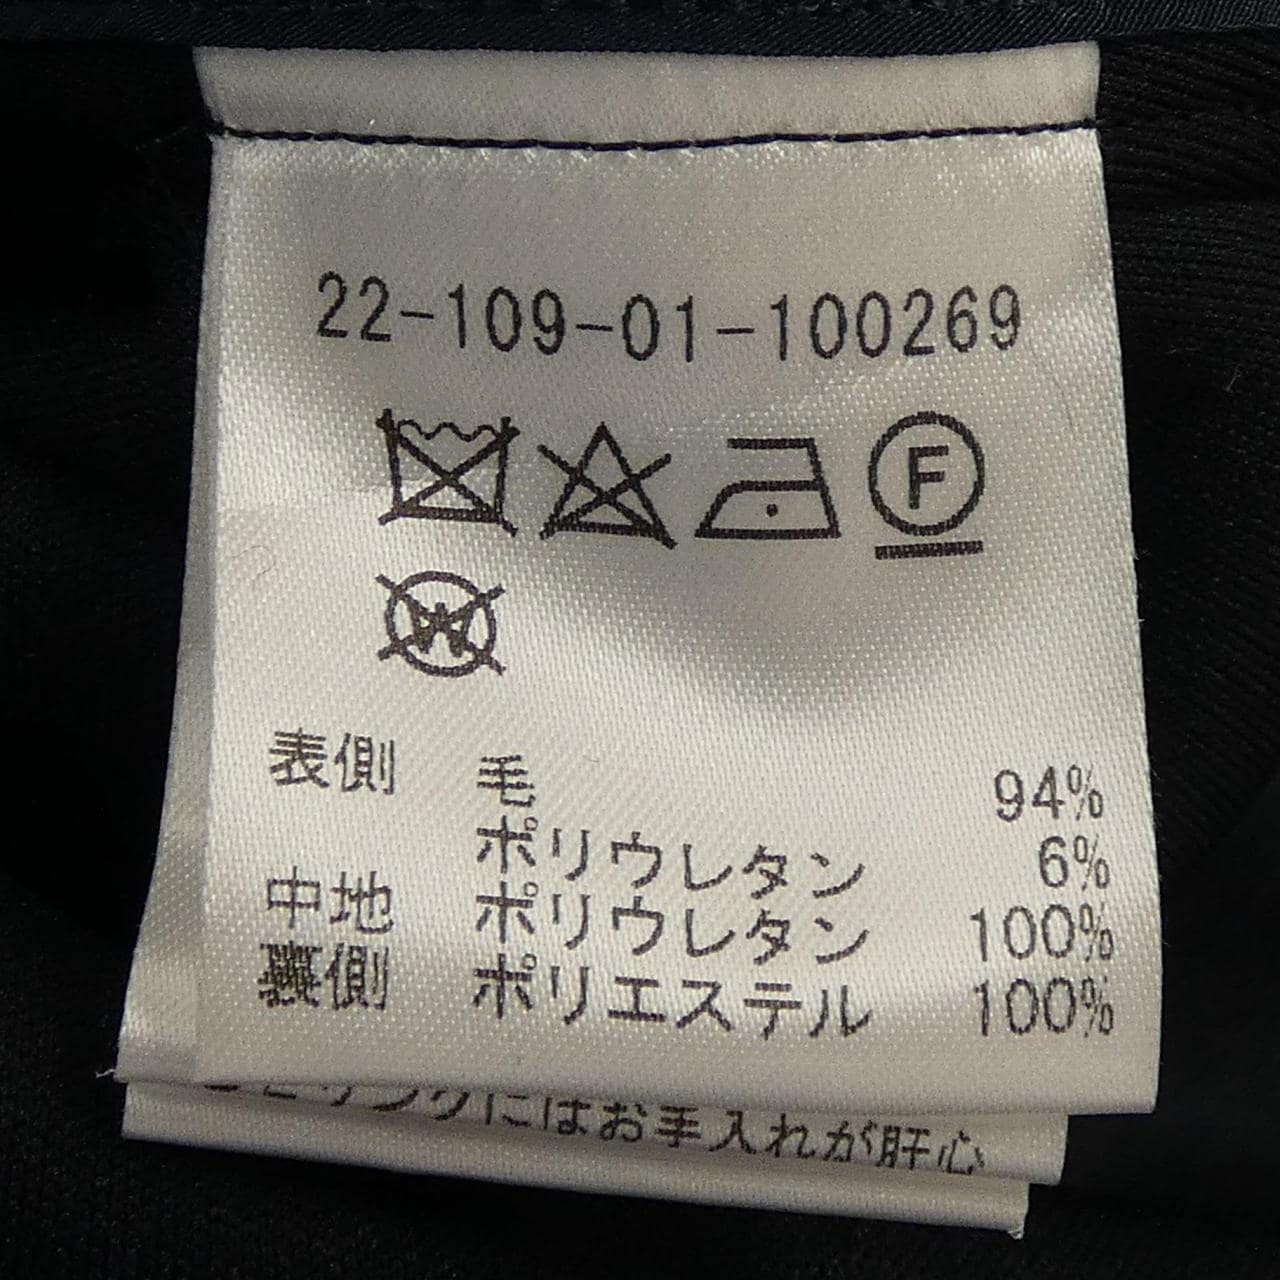 22-109-01-100269
F
W
表側 毛 94%
ポリウレタン 6%
中地 ポリウレタン 100%
裏側 ポリエステル 100%
にはお手入れが肝心